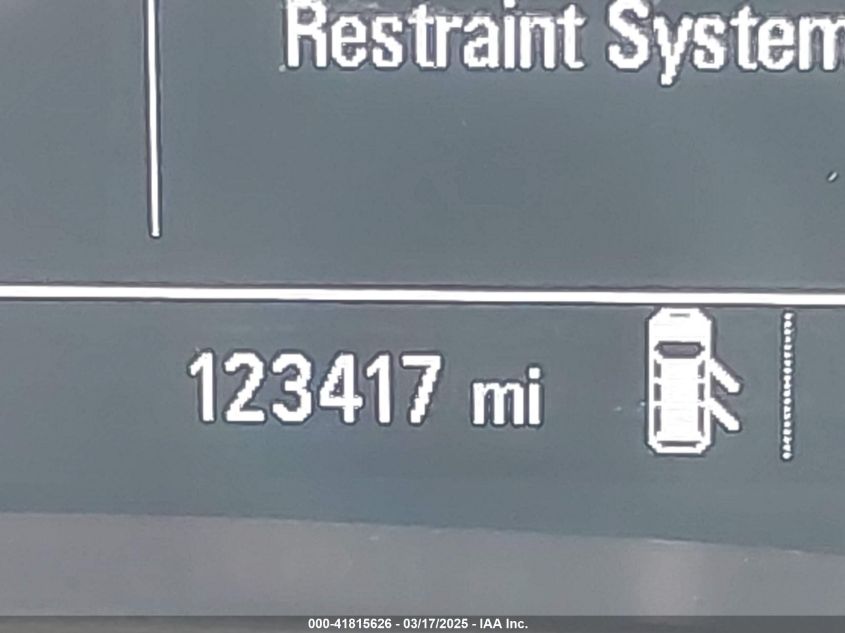 Restraint System
123417 mi
000-41815626 - 03/17/2025 - IAA Inc.